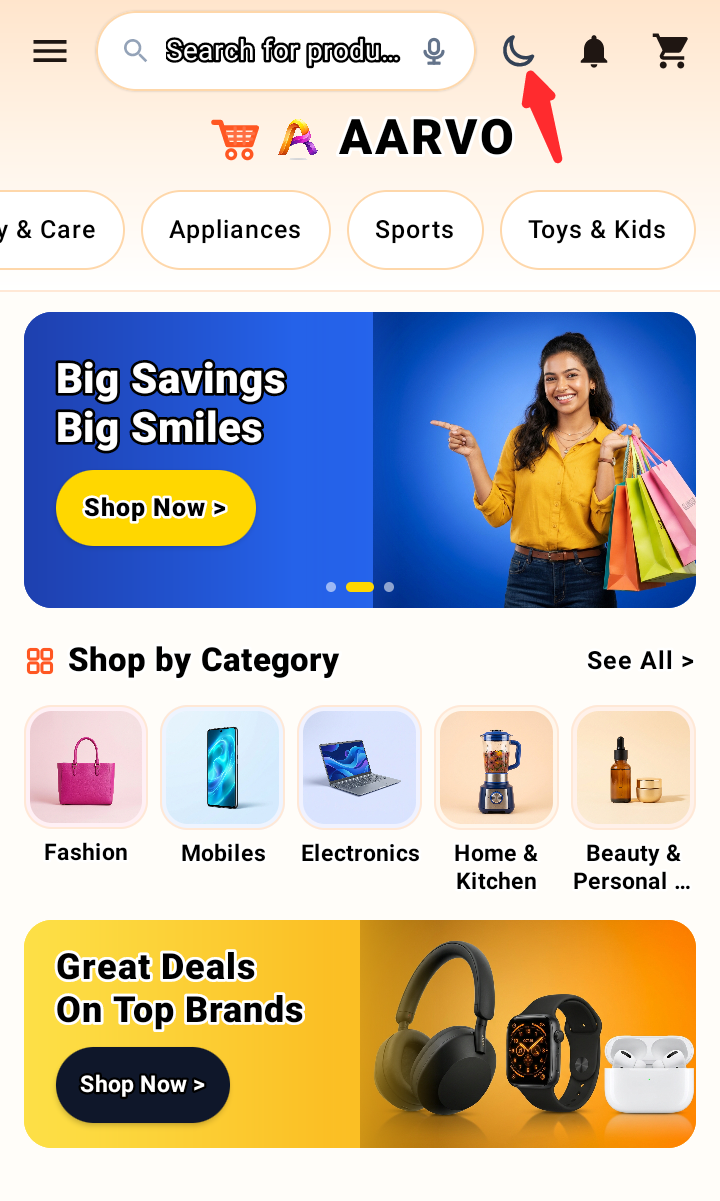 Search for produ...
AARVO
y & Care
Appliances
Sports
Toys & Kids
Big Savings
Big Smiles
Shop Now >
Shop by Category
See All >
Fashion
Mobiles
Electronics
Home &
Kitchen
Beauty &
Personal ...
Great Deals
On Top Brands
Shop Now >